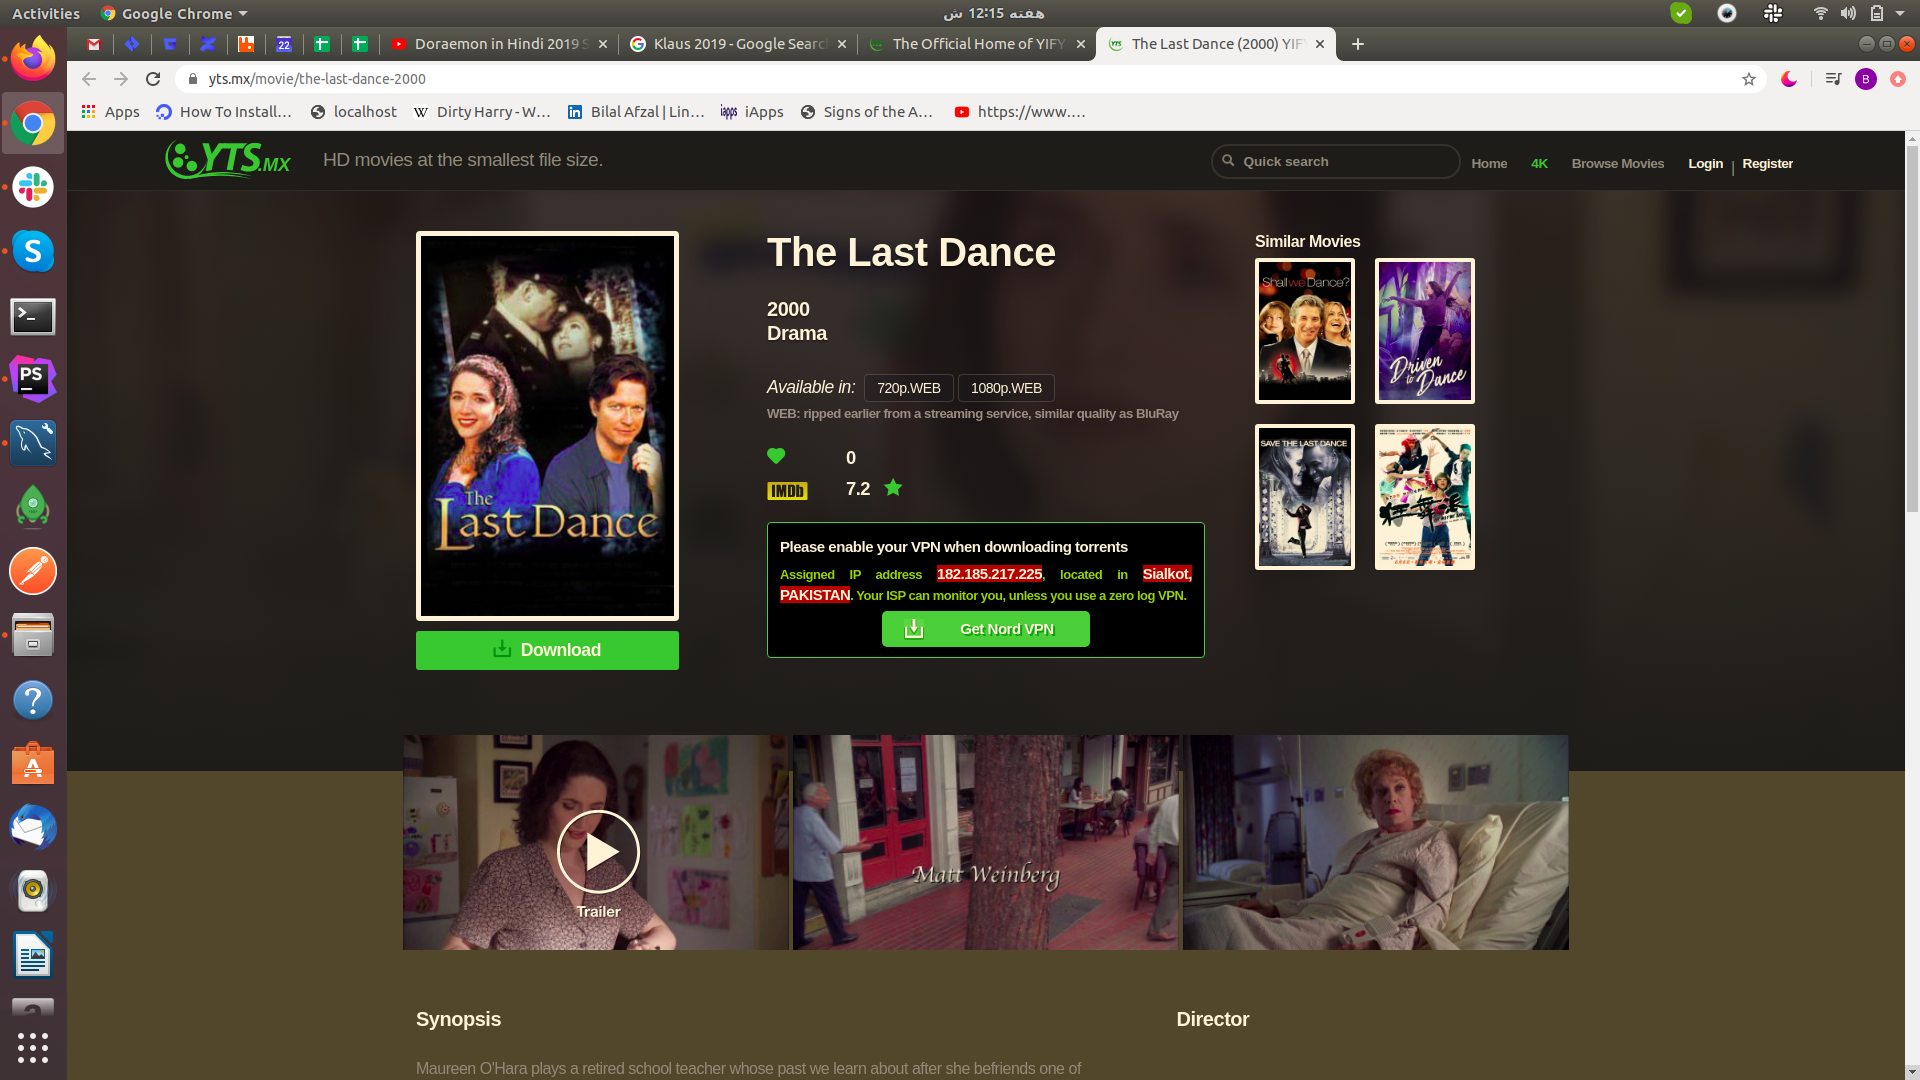 Activities
Google Chrome
هفته 12:15 ش
Doraemon in Hindi 2019 S
Klaus 2019 - Google Searc
The Official Home of YIFY
The Last Dance (2000) YIF
22
yts.mx/movie/the-last-dance-2000
B
Apps
How To Install...
localhost
Dirty Harry - W...
Bilal Afzal | Lin...
iApps
Signs of the A...
https://www....
YTS.MX
HD movies at the smallest file size.
Quick search
Home
4K
Browse Movies
Login | Register
The Last Dance
2000
Drama
Available in: 720p.WEB 1080p.WEB
WEB: ripped earlier from a streaming service, similar quality as BluRay
0
IMDb 7.2
Please enable your VPN when downloading torrents
Assigned IP address 182.185.217.225, located in Sialkot,
PAKISTAN. Your ISP can monitor you, unless you use a zero log VPN.
Get Nord VPN
The
Last Dance
Download
Similar Movies
Shall we Dance?
Driven
to
Dance
SAVE THE LAST DANCE
狂舞派
Trailer
Matt Weinberg
Synopsis
Director
Maureen O'Hara plays a retired school teacher whose past we learn about after she befriends one of